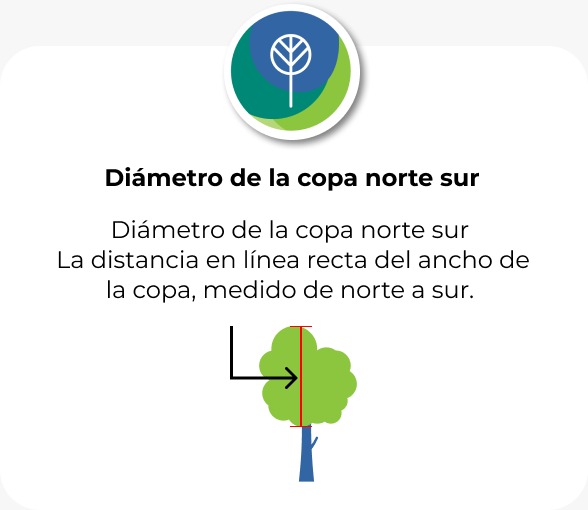 Diámetro de la copa norte sur
Diámetro de la copa norte sur
La distancia en línea recta del ancho de
la copa, medido de norte a sur.